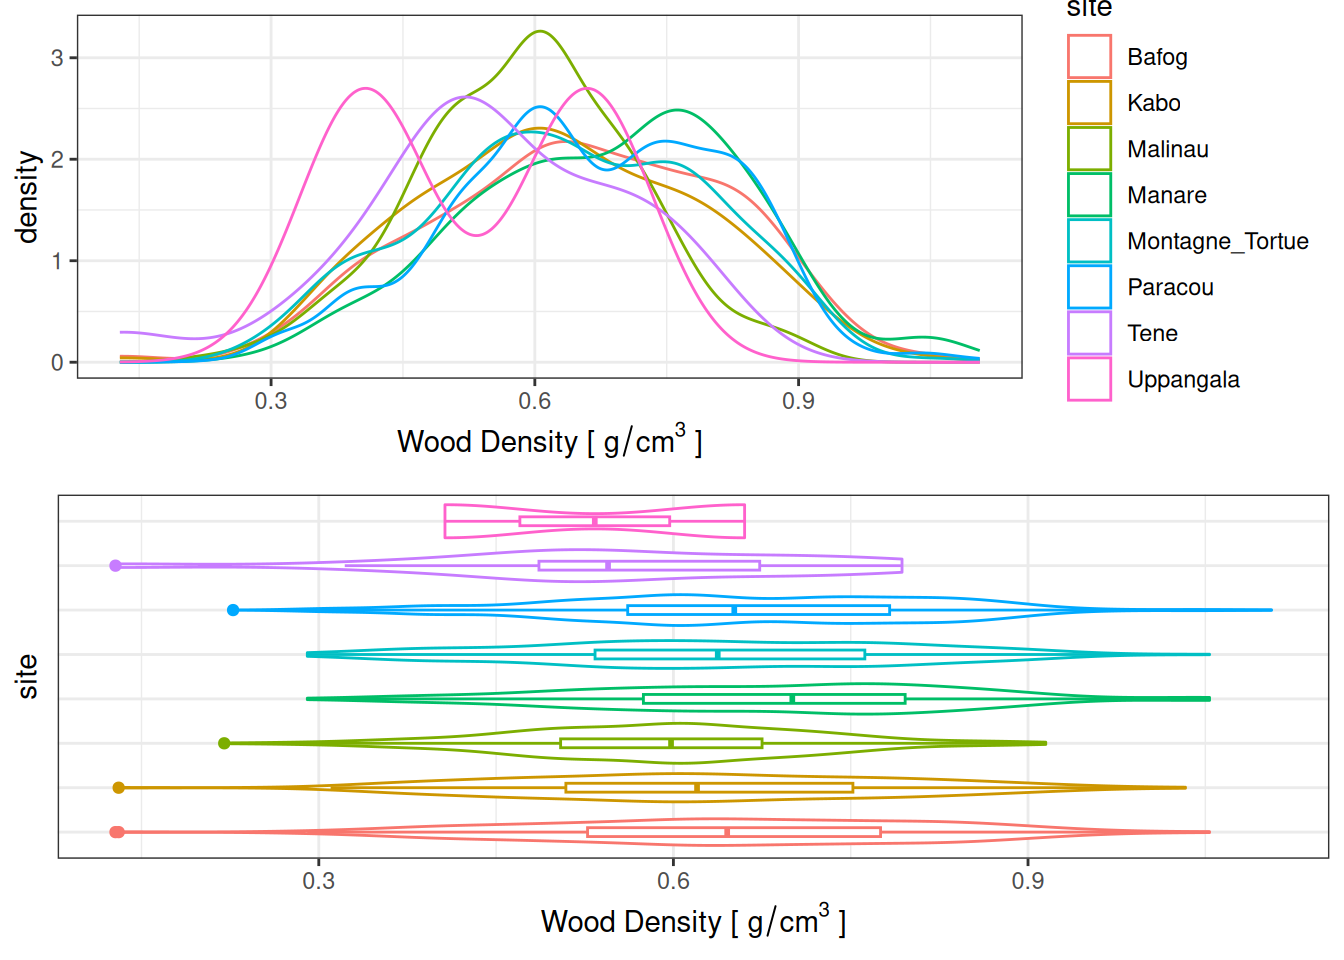 site
Bafog
Kabo
Malinau
Manare
Montagne_Tortue
Paracou
Tene
Uppangala
density
3
2
1
0
0.3 0.6 0.9
Wood Density [ g/cm³ ]
site
0.3 0.6 0.9
Wood Density [ g/cm³ ]